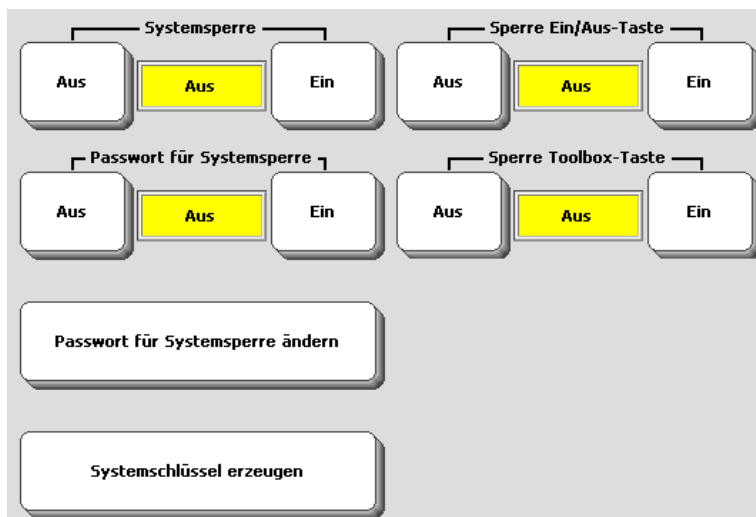 Systemsperre
Sperre Ein/Aus-Taste
Aus Aus Ein
Aus Aus Ein
Passwort für Systemsperre
Sperre Toolbox-Taste
Aus Aus Ein
Aus Aus Ein
Passwort für Systemsperre ändern
Systemschlüssel erzeugen